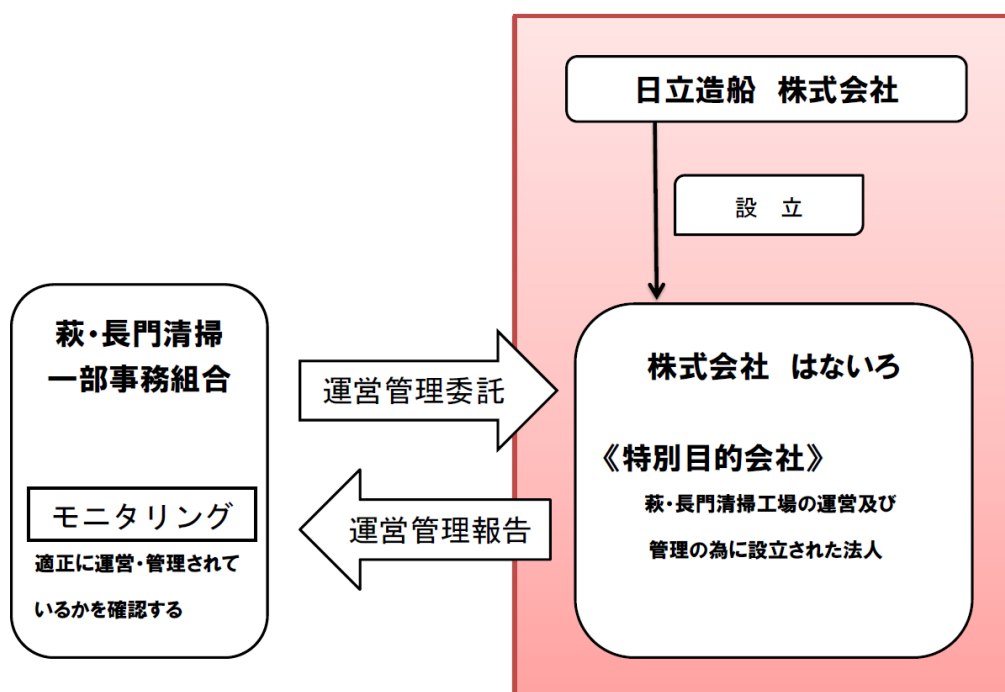 日立造船 株式会社
設 立
萩・長門清掃
一部事務組合
モニタリング
適正に運営・管理されて
いるかを確認する
運営管理委託
運営管理報告
株式会社 はないろ
《特別目的会社》
萩・長門清掃工場の運営及び
管理の為に設立された法人